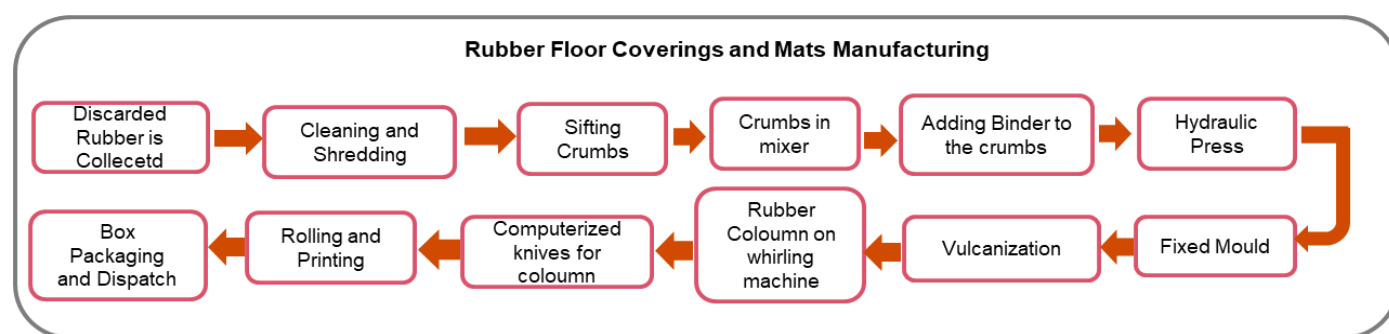 Rubber Floor Coverings and Mats Manufacturing
Discarded
Rubber is
Collecetd
Cleaning and
Shredding
Sifting
Crumbs
Crumbs in
mixer
Adding Binder to
the crumbs
Hydraulic
Press
Fixed Mould
Vulcanization
Rubber
Coloumn on
whirling
machine
Computerized
knives for
coloumn
Rolling and
Printing
Box
Packaging
and Dispatch